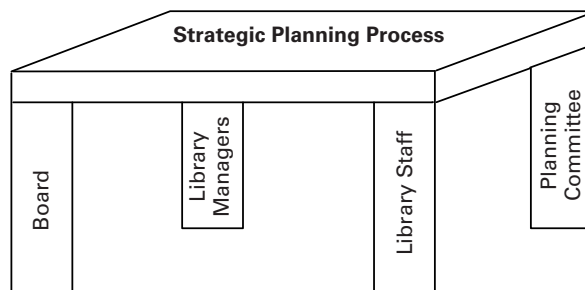 Strategic Planning Process
Board
Library
Managers
Library Staff
Planning
Committee